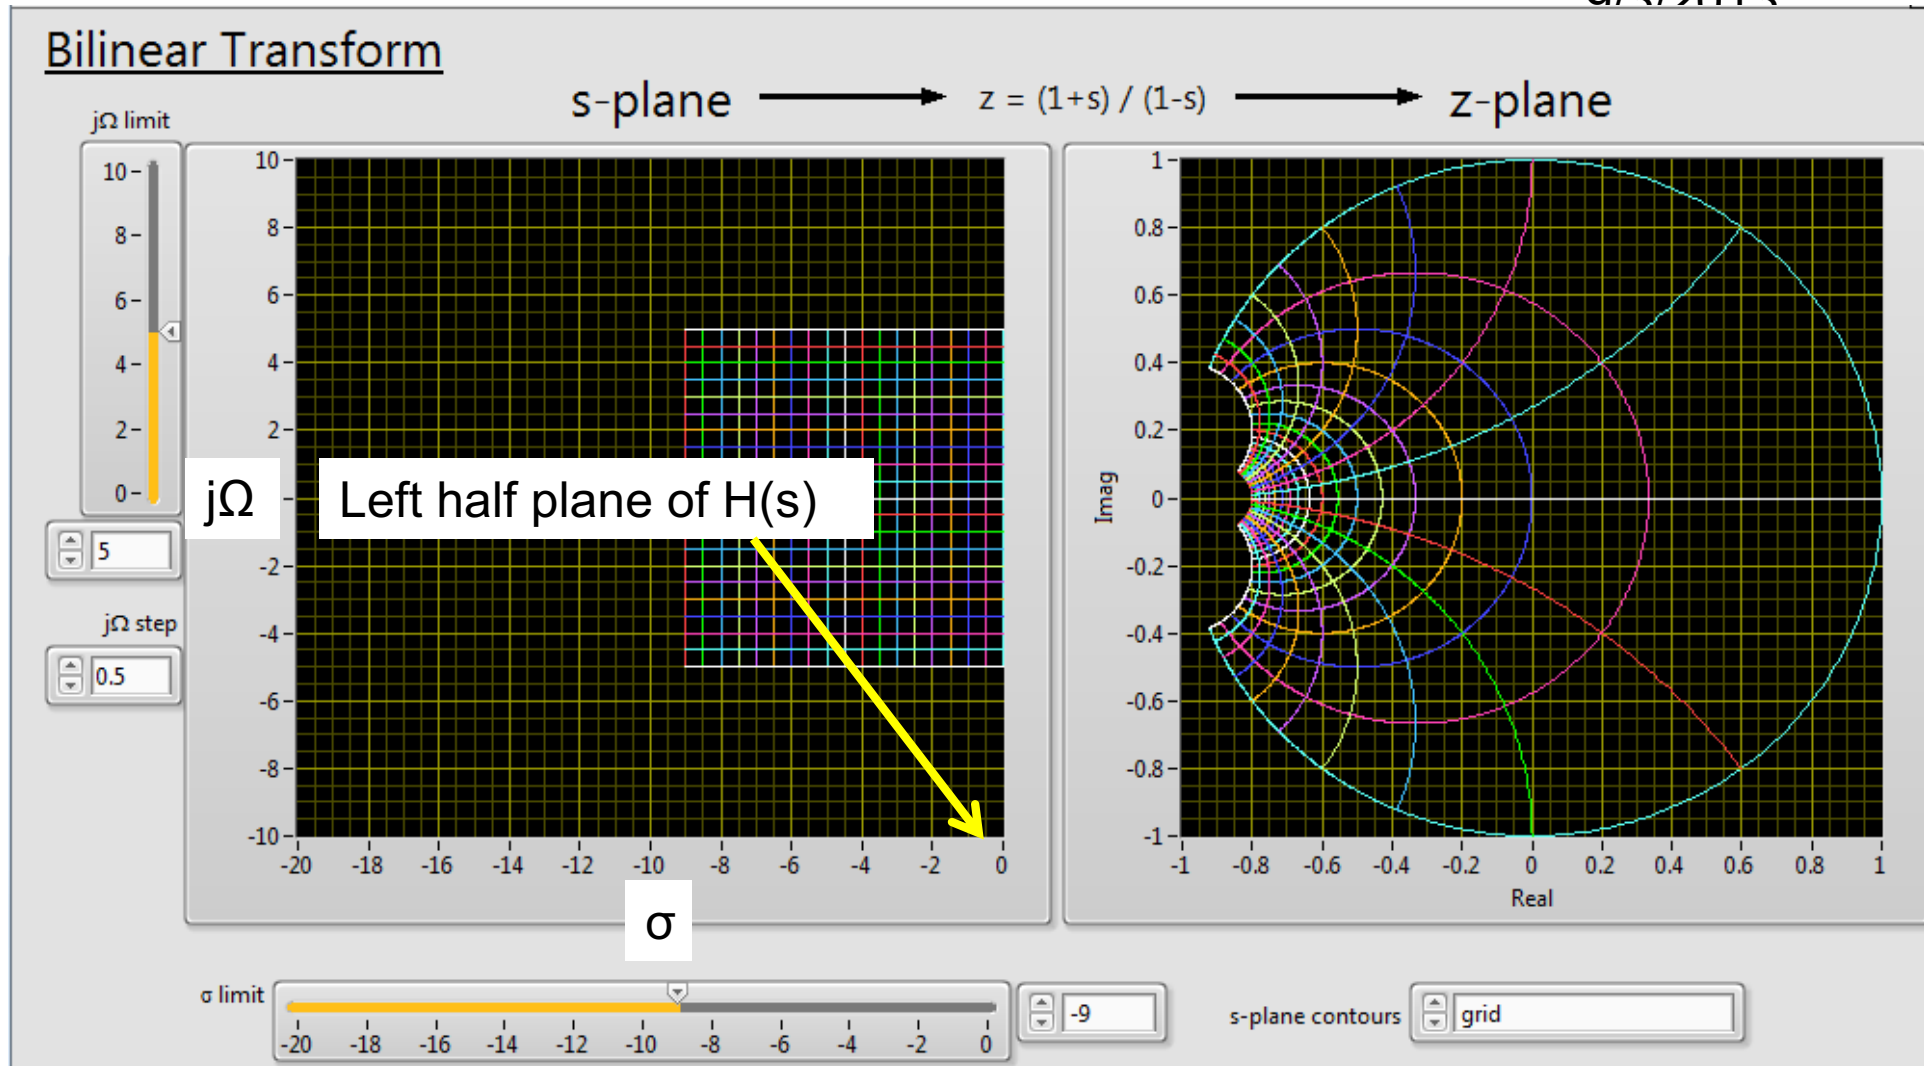 Bilinear Transform
s-plane z = (1+s) / (1-s) z-plane
jΩ limit
10
8
6
4
2
0
5
jΩ step
0.5
10
8
6
4
2
-2
-4
-6
-8
-10
-20 -18 -16 -14 -12 -10 -8 -6 -4 -2 0
jΩ
Left half plane of H(s)
σ
1
0.8
0.6
0.4
0.2
0
-0.2
-0.4
-0.6
-0.8
-1
Imag
-1 -0.8 -0.6 -0.4 -0.2 0 0.2 0.4 0.6 0.8 1
Real
σ limit
-20 -18 -16 -14 -12 -10 -8 -6 -4 -2 0
-9
s-plane contours grid